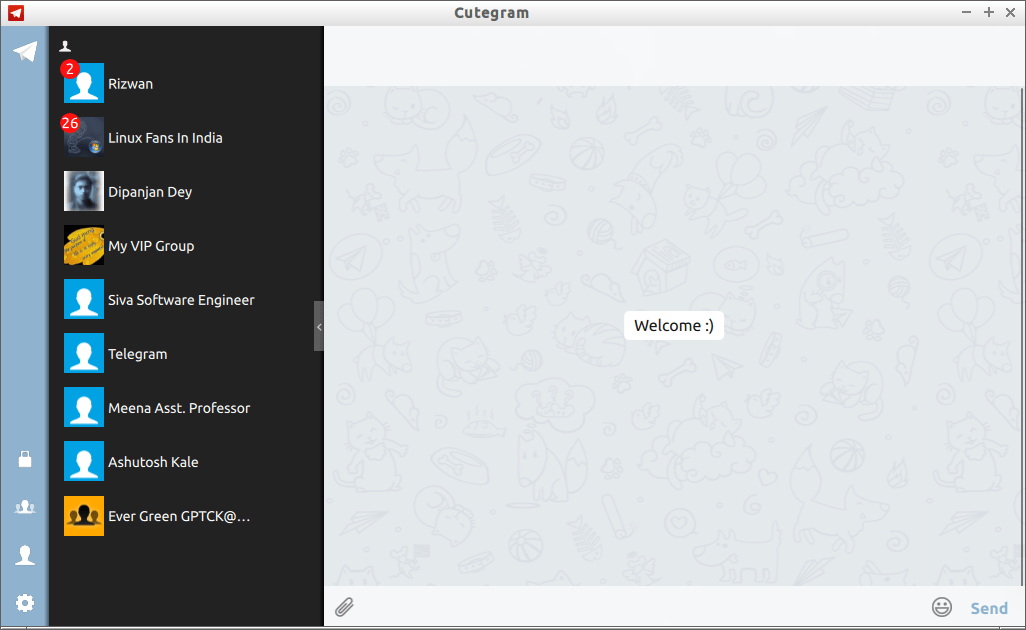 Cutegram
2
Rizwan
26
Linux Fans In India
Dipanjan Dey
My VIP Group
Siva Software Engineer
Telegram
Meena Asst. Professor
Ashutosh Kale
Ever Green GPTCK@...
Welcome :)
Send